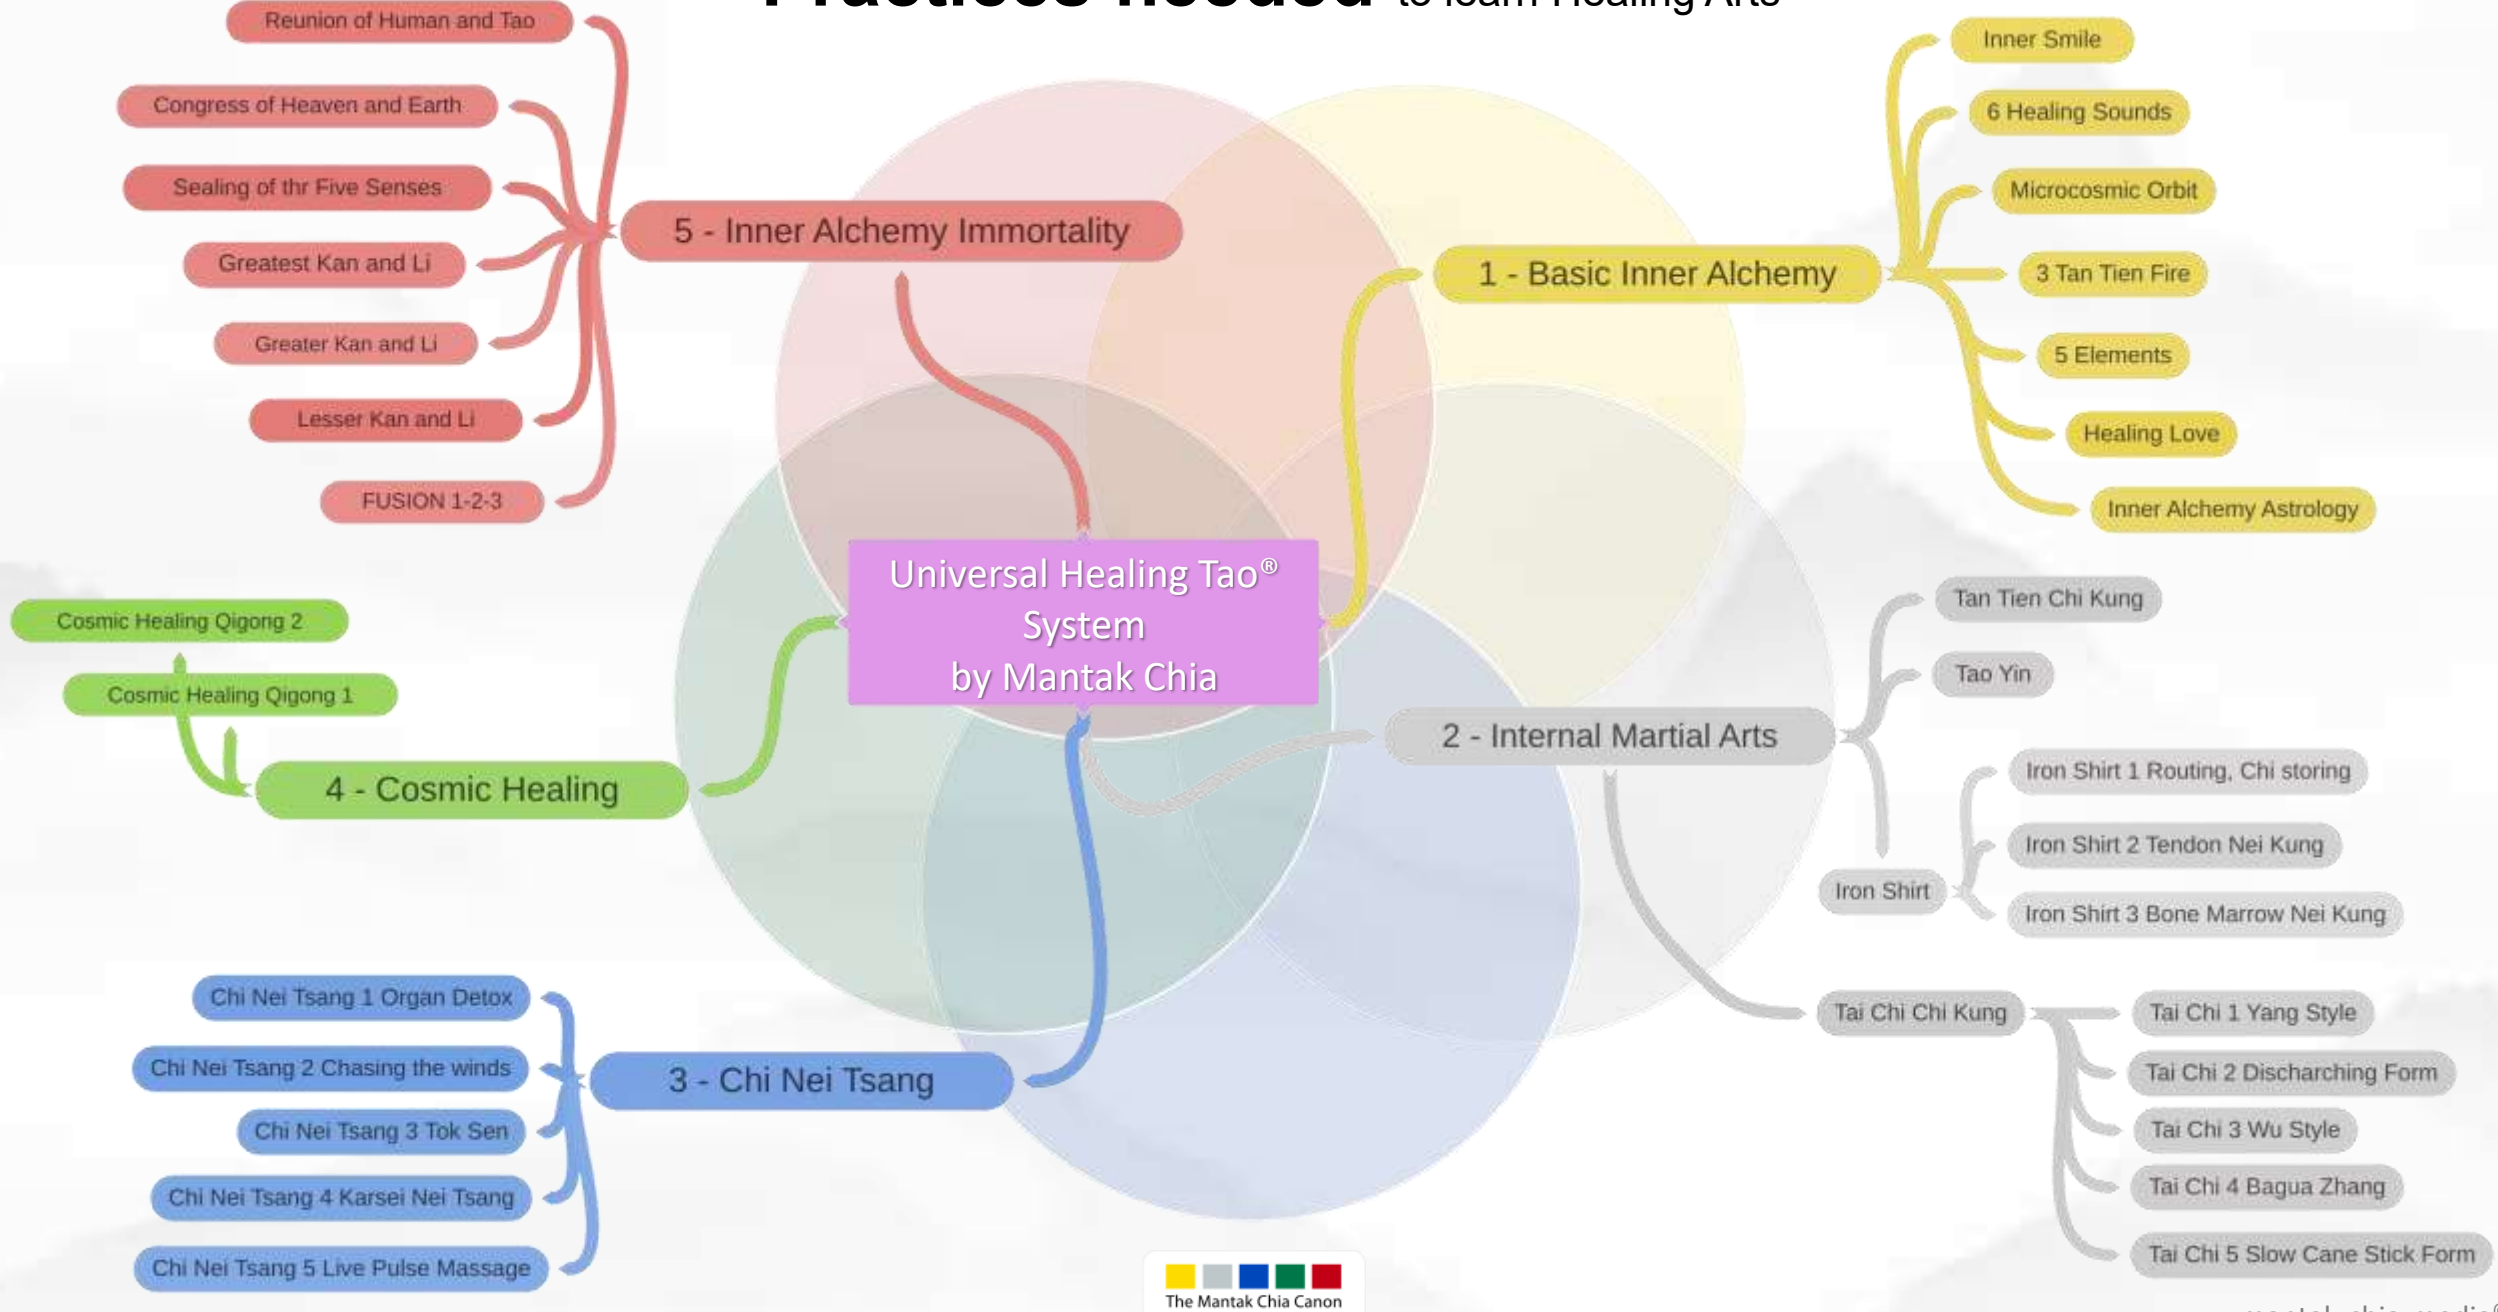 Practices needed to learn Healing Arts
Reunion of Human and Tao
Congress of Heaven and Earth
Sealing of thr Five Senses
Greatest Kan and Li
Greater Kan and Li
Lesser Kan and Li
FUSION 1-2-3
5 - Inner Alchemy Immortality
Inner Smile
6 Healing Sounds
Microcosmic Orbit
3 Tan Tien Fire
5 Elements
Healing Love
Inner Alchemy Astrology
1 - Basic Inner Alchemy
Universal Healing Tao®
System
by Mantak Chia
Cosmic Healing Qigong 2
Cosmic Healing Qigong 1
4 - Cosmic Healing
Tan Tien Chi Kung
Tao Yin
2 - Internal Martial Arts
Iron Shirt 1 Routing, Chi storing
Iron Shirt 2 Tendon Nei Kung
Iron Shirt
Iron Shirt 3 Bone Marrow Nei Kung
Chi Nei Tsang 1 Organ Detox
Chi Nei Tsang 2 Chasing the winds
Chi Nei Tsang 3 Tok Sen
Chi Nei Tsang 4 Karsei Nei Tsang
Chi Nei Tsang 5 Live Pulse Massage
3 - Chi Nei Tsang
Tai Chi Chi Kung
Tai Chi 1 Yang Style
Tai Chi 2 Discharching Form
Tai Chi 3 Wu Style
Tai Chi 4 Bagua Zhang
Tai Chi 5 Slow Cane Stick Form
The Mantak Chia Canon